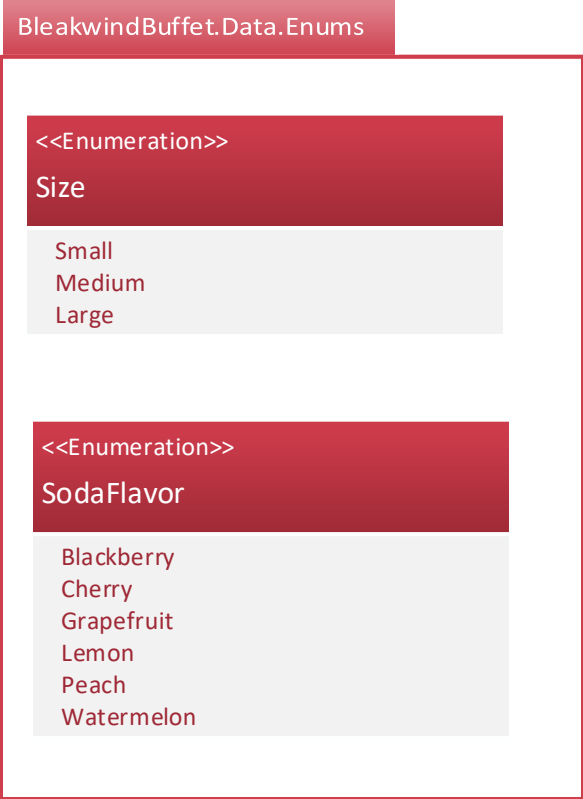 BleakwindBuffet.Data.Enums
<<Enumeration>>
Size
Small
Medium
Large
<<Enumeration>>
SodaFlavor
Blackberry
Cherry
Grapefruit
Lemon
Peach
Watermelon